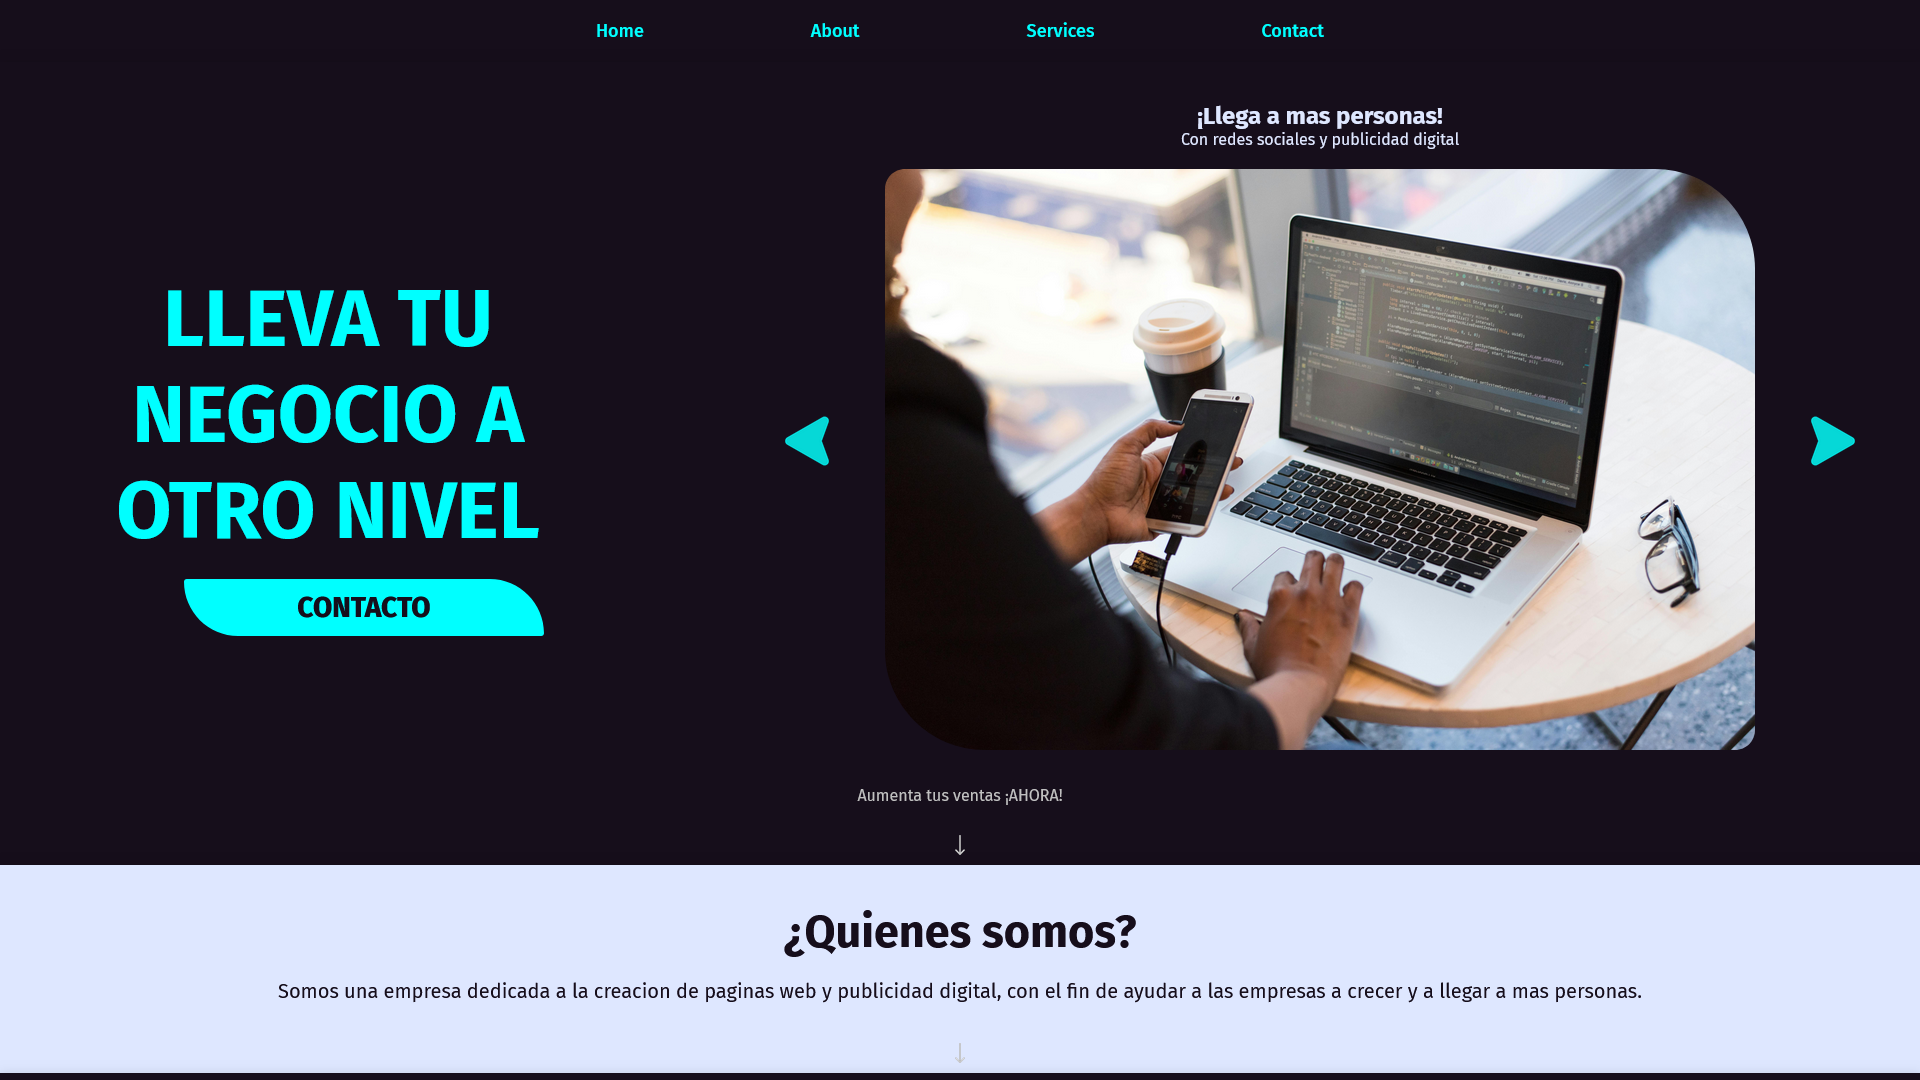 Home About Services Contact
¡Llega a mas personas!
Con redes sociales y publicidad digital
LLEVA TU
NEGOCIO A
OTRO NIVEL
CONTACTO
Aumenta tus ventas ¡AHORA!
¿Quienes somos?
Somos una empresa dedicada a la creacion de paginas web y publicidad digital, con el fin de ayudar a las empresas a crecer y a llegar a mas personas.